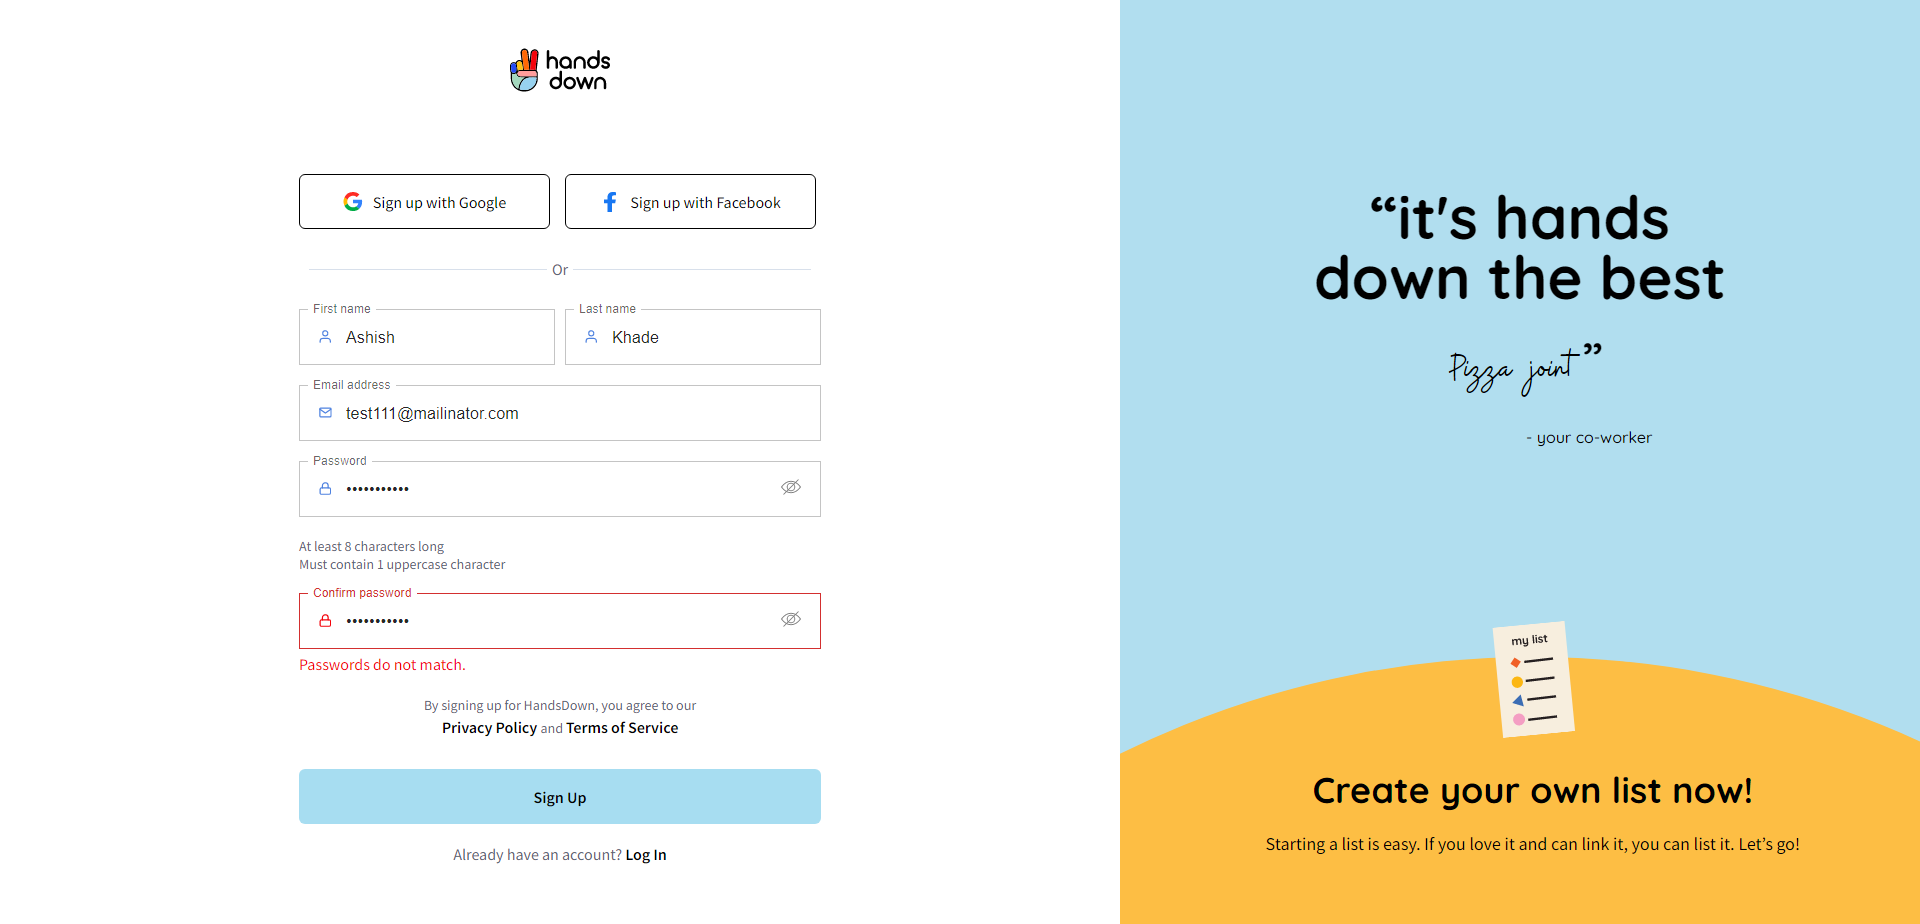 hands
down
Sign up with Google
Sign up with Facebook
Or
First name
Ashish
Last name
Khade
Email address
test111@mailinator.com
Password
•••••••••••
At least 8 characters long
Must contain 1 uppercase character
Confirm password
•••••••••••
Passwords do not match.
By signing up for HandsDown, you agree to our
Privacy Policy and Terms of Service
Sign Up
Already have an account? Log In
“it's hands
down the best
Pizza joint”
- your co-worker
my list
Create your own list now!
Starting a list is easy. If you love it and can link it, you can list it. Let’s go!